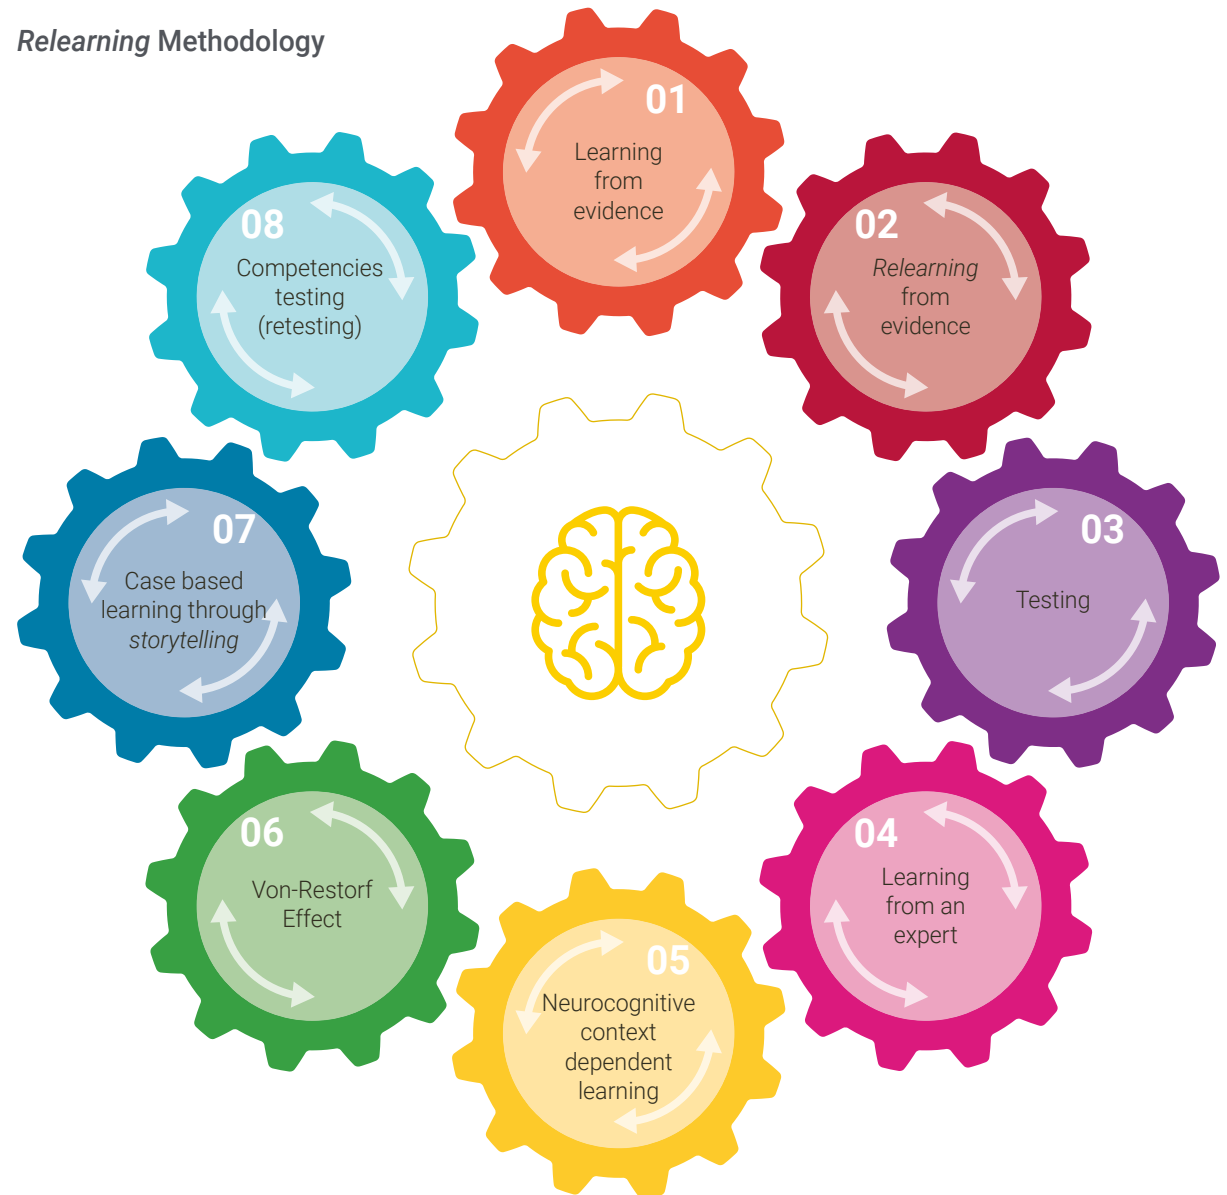 Relearning Methodology
01
Learning
from
evidence
02
Relearning
from
evidence
03
Testing
04
Learning
from an
expert
05
Neurocognitive
context
dependent
learning
06
Von-Restorf
Effect
07
Case based
learning through
storytelling
08
Competencies
testing
(retesting)